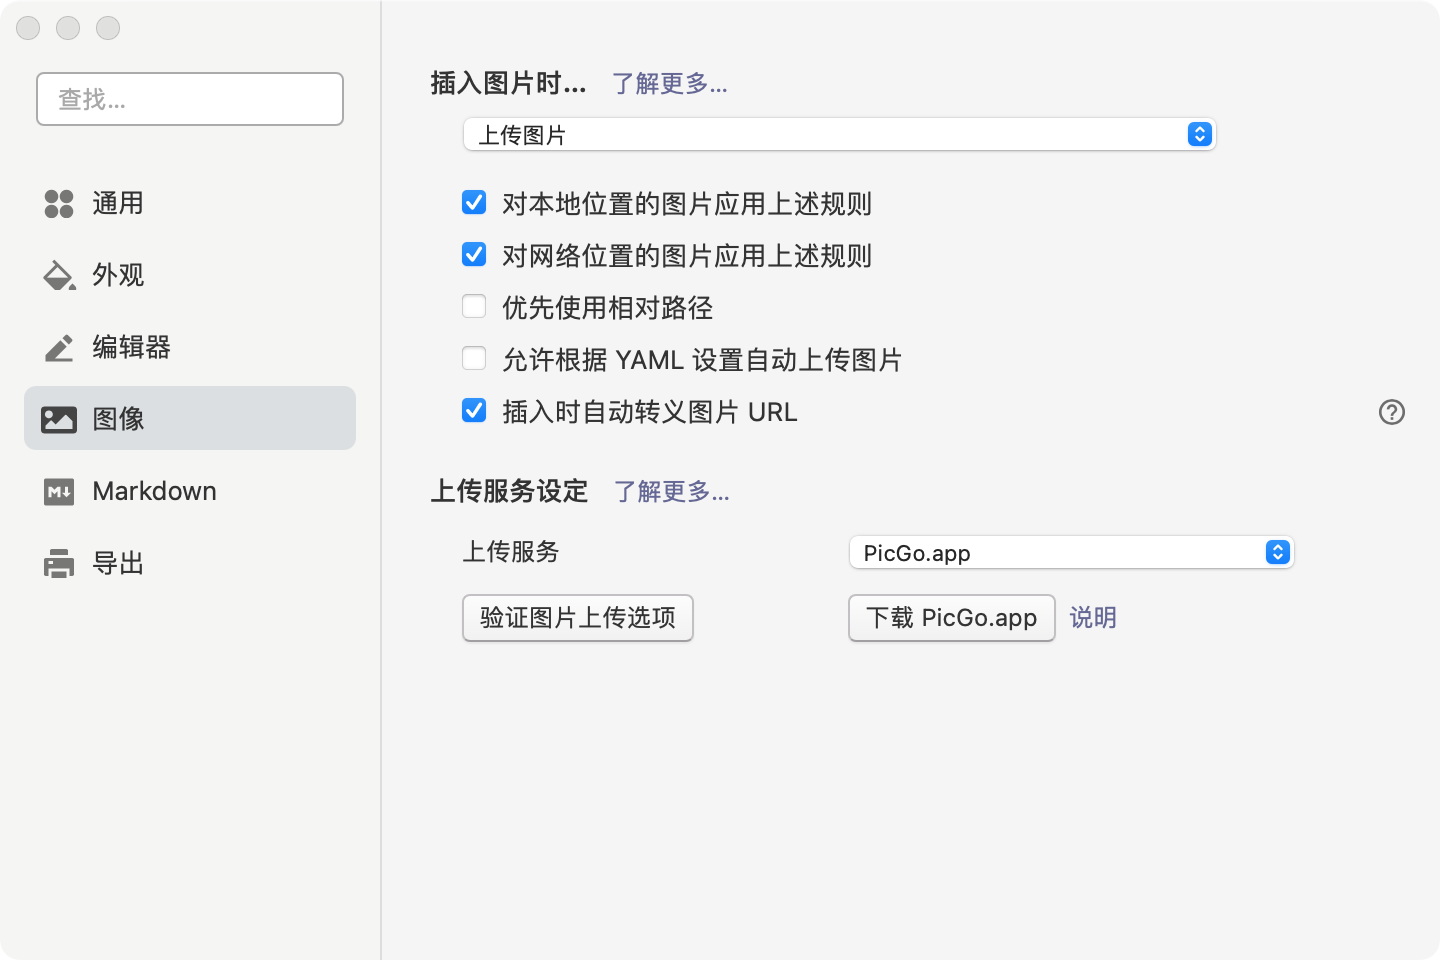 查找...
通用
外观
编辑器
图像
Markdown
导出
插入图片时... 了解更多...
上传图片
对本地位置的图片应用上述规则
对网络位置的图片应用上述规则
优先使用相对路径
允许根据 YAML 设置自动上传图片
插入时自动转义图片 URL
上传服务设定 了解更多...
上传服务 PicGo.app
验证图片上传选项 下载 PicGo.app 说明